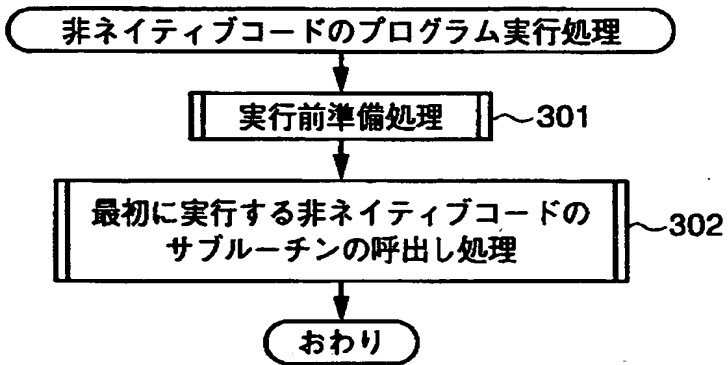 非ネイティブコードのプログラム実行処理
実行前準備処理
301
最初に実行する非ネイティブコードの
サブルーチンの呼出し処理
302
おわり